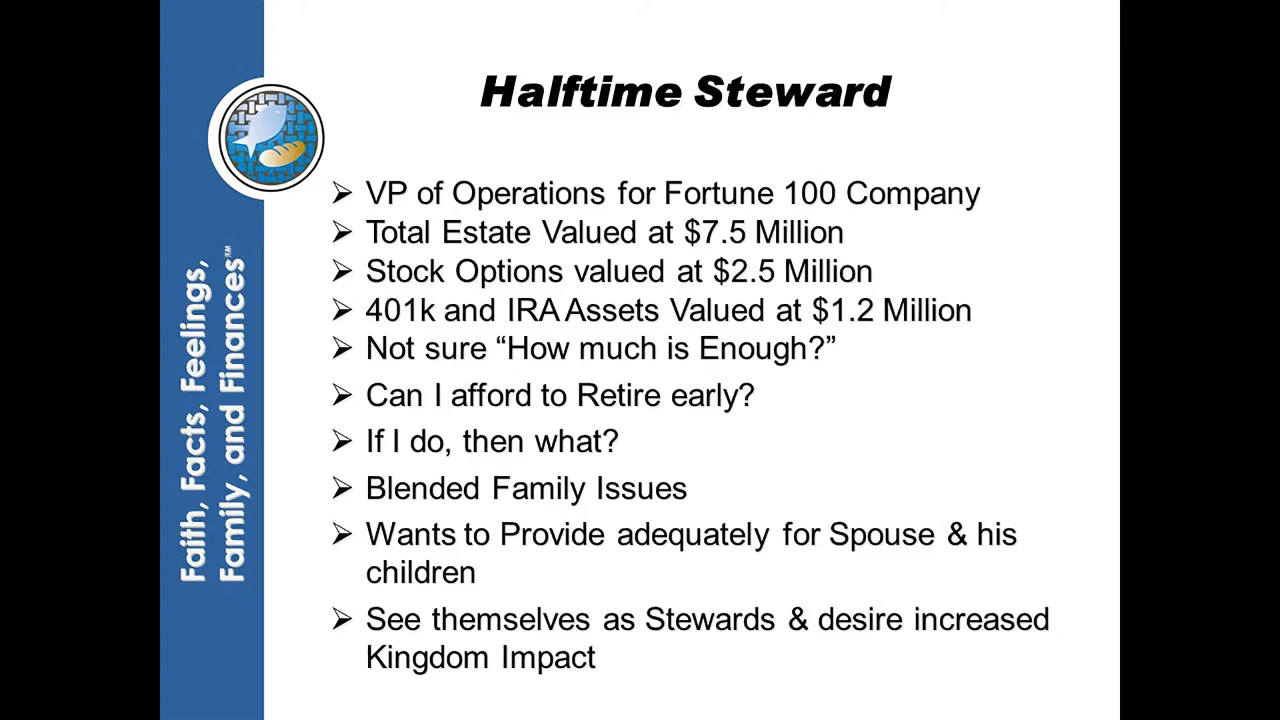 Halftime Steward
➢ VP of Operations for Fortune 100 Company
➢ Total Estate Valued at $7.5 Million
➢ Stock Options valued at $2.5 Million
➢ 401k and IRA Assets Valued at $1.2 Million
➢ Not sure “How much is Enough?”
➢ Can I afford to Retire early?
➢ If I do, then what?
➢ Blended Family Issues
➢ Wants to Provide adequately for Spouse & his
children
➢ See themselves as Stewards & desire increased
Kingdom Impact
Faith, Facts, Feelings,
Family, and Finances™